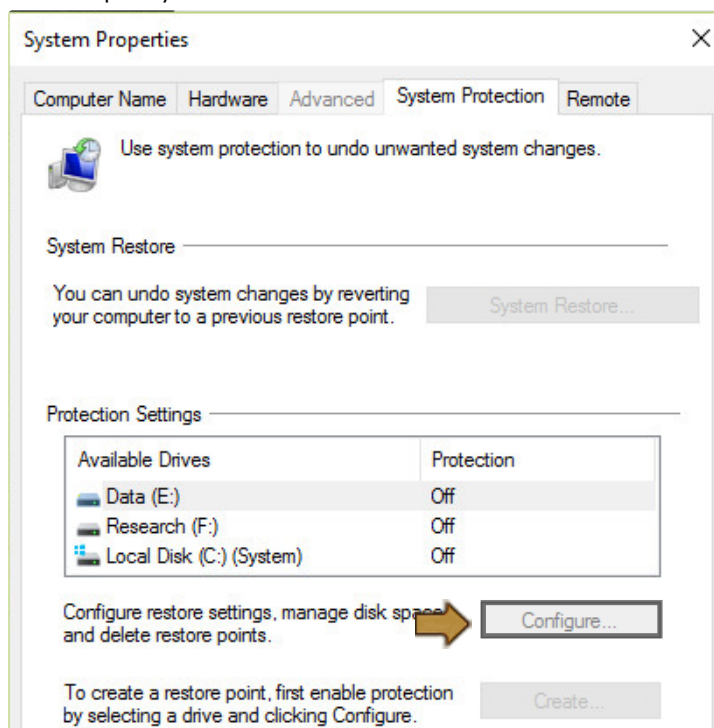 System Properties
Computer Name Hardware Advanced System Protection Remote
Use system protection to undo unwanted system changes.
System Restore
You can undo system changes by reverting
your computer to a previous restore point.
System Restore...
Protection Settings
Available Drives Protection
Data (E:) Off
Research (F:) Off
Local Disk (C:) (System) Off
Configure restore settings, manage disk space
and delete restore points.
Configure...
To create a restore point, first enable protection
by selecting a drive and clicking Configure.
Create...